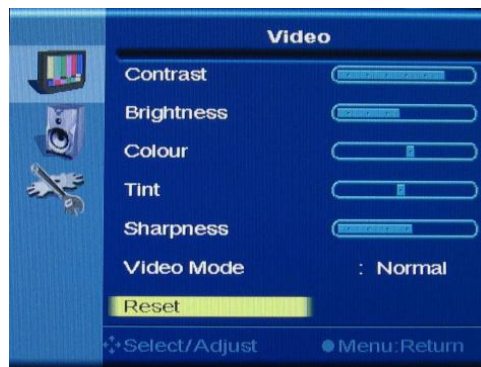 Video
Contrast
Brightness
Colour
Tint
Sharpness
Video Mode : Normal
Reset
Select/Adjust Menu:Return